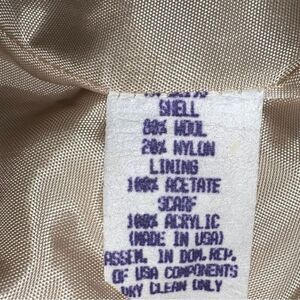 SHELL
80% WOOL
20% NYLON
LINING
100% ACETATE
SCARF
100% ACRYLIC
(MADE IN USA)
ASSEM. IN DOM. REP.
OF USA COMPONENTS
DRY CLEAN ONLY